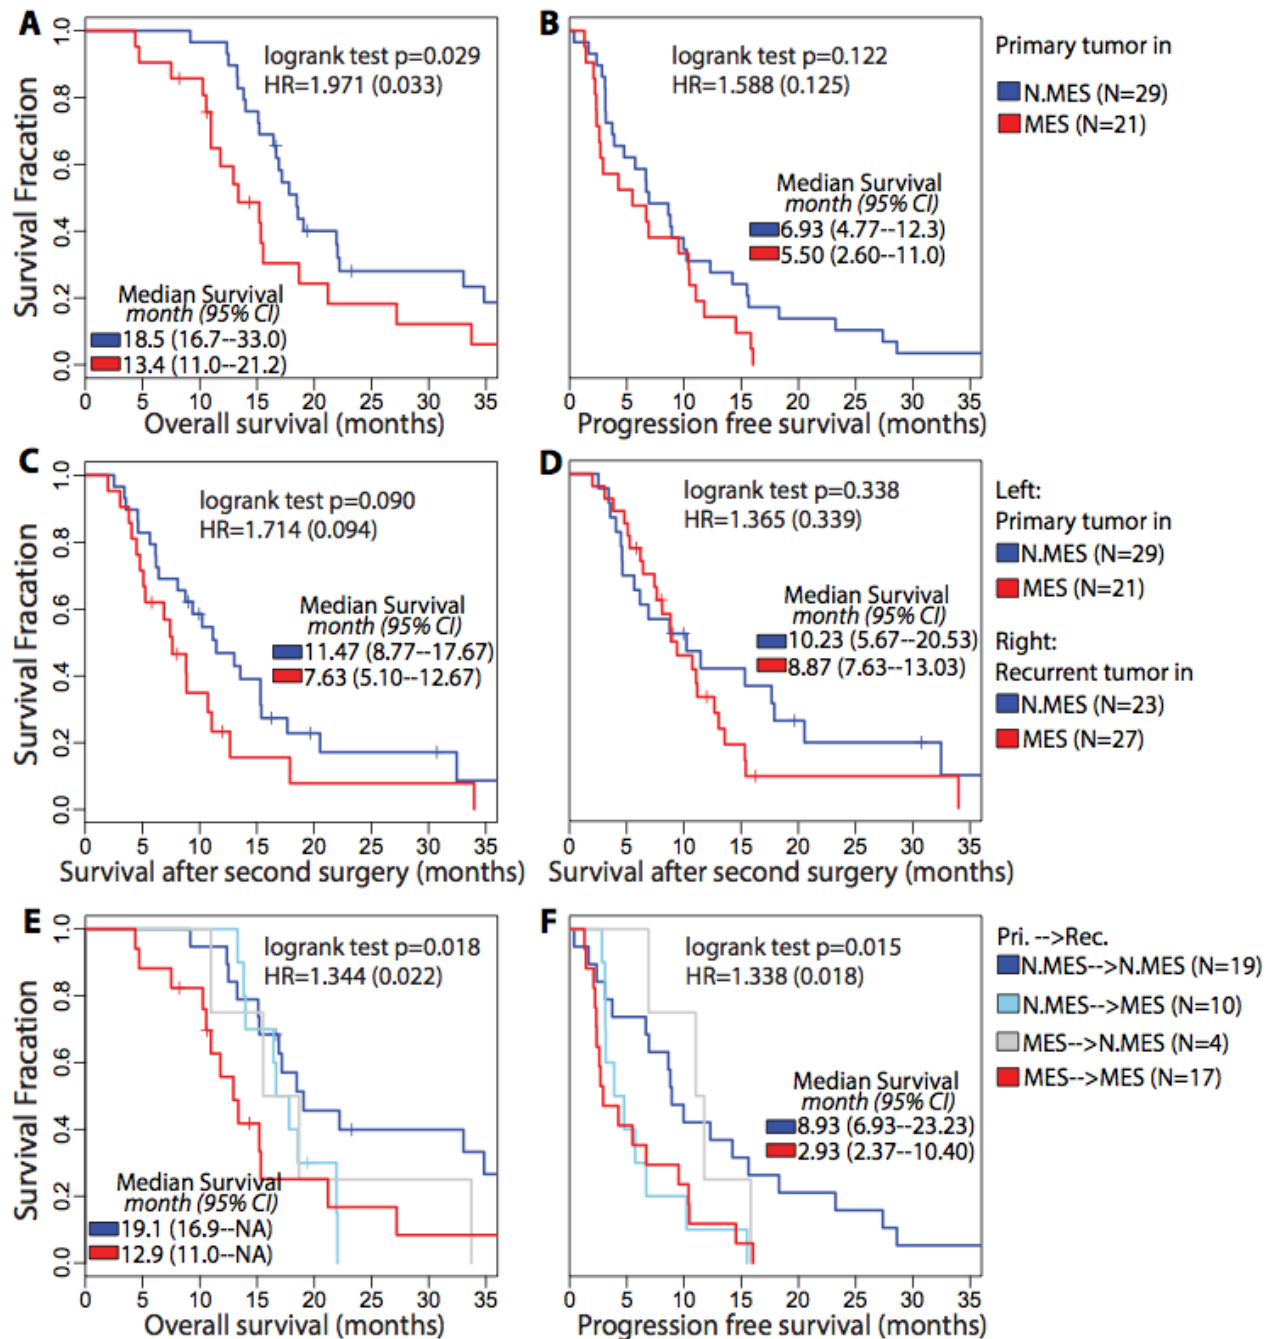 A
logrank test p=0.029
HR=1.971 (0.033)
Median Survival
month (95% CI)
18.5 (16.7--33.0)
13.4 (11.0--21.2)
Survival Fracation
0.0 0.2 0.4 0.6 0.8 1.0
0 5 10 15 20 25 30 35
Overall survival (months)
B
logrank test p=0.122
HR=1.588 (0.125)
Median Survival
month (95% CI)
6.93 (4.77--12.3)
5.50 (2.60--11.0)
0 5 10 15 20 25 30 35
Progression free survival (months)
Primary tumor in
N.MES (N=29)
MES (N=21)
C
logrank test p=0.090
HR=1.714 (0.094)
Median Survival
month (95% CI)
11.47 (8.77--17.67)
7.63 (5.10--12.67)
Survival Fracation
0.0 0.2 0.4 0.6 0.8 1.0
0 5 10 15 20 25 30 35
Survival after second surgery (months)
D
logrank test p=0.338
HR=1.365 (0.339)
Median Survival
month (95% CI)
10.23 (5.67--20.53)
8.87 (7.63--13.03)
0 5 10 15 20 25 30 35
Survival after second surgery (months)
Left:
Primary tumor in
N.MES (N=29)
MES (N=21)
Right:
Recurrent tumor in
N.MES (N=23)
MES (N=27)
E
logrank test p=0.018
HR=1.344 (0.022)
Median Survival
month (95% CI)
19.1 (16.9--NA)
12.9 (11.0--NA)
Survival Fracation
0.0 0.2 0.4 0.6 0.8 1.0
0 5 10 15 20 25 30 35
Overall survival (months)
F
logrank test p=0.015
HR=1.338 (0.018)
Median Survival
month (95% CI)
8.93 (6.93--23.23)
2.93 (2.37--10.40)
0 5 10 15 20 25 30 35
Progression free survival (months)
Pri. -->Rec.
N.MES-->N.MES (N=19)
N.MES-->MES (N=10)
MES-->N.MES (N=4)
MES-->MES (N=17)